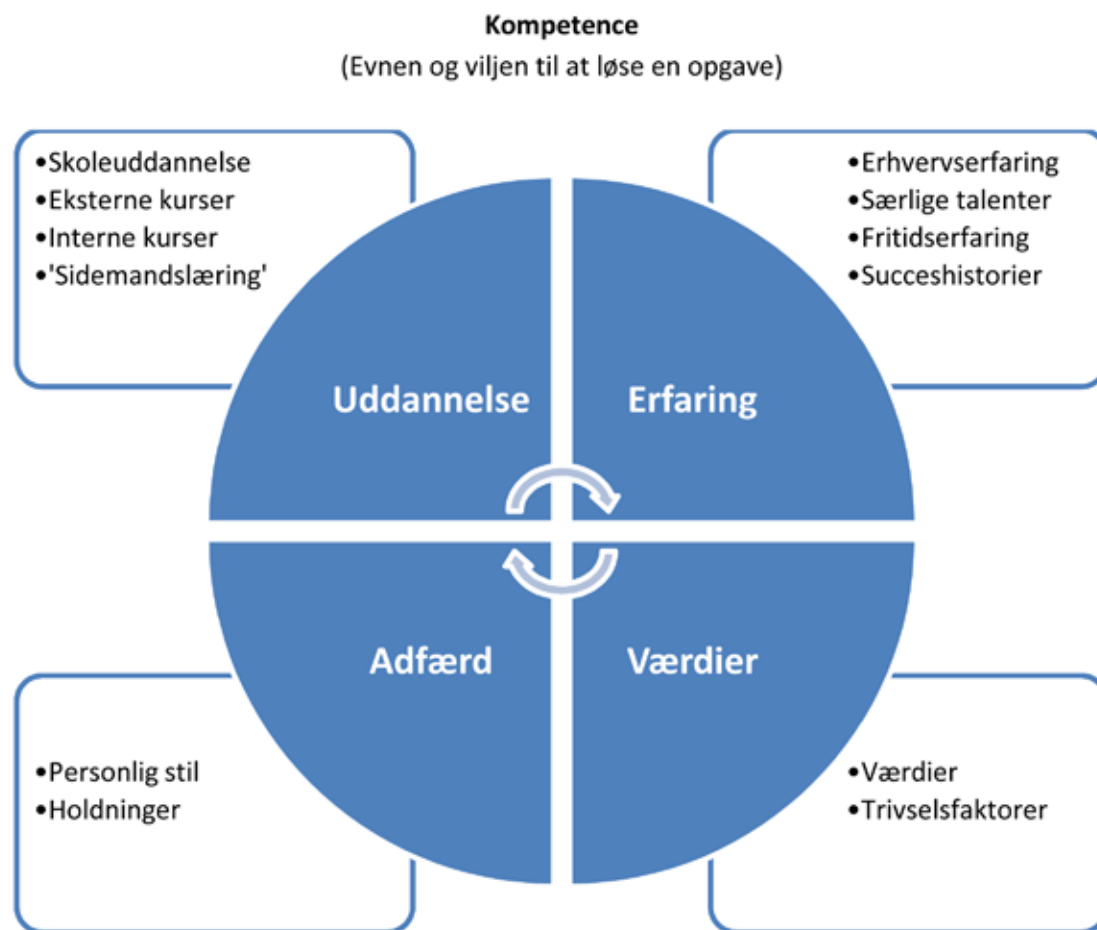 Kompetence
(Evnen og viljen til at løse en opgave)
•Skoleuddannelse
•Eksterne kurser
•Interne kurser
•'Sidemandslæring'
•Erhvervserfaring
•Særlige talenter
•Fritidserfaring
•Succeshistorier
Uddannelse
Erfaring
Adfærd
Værdier
•Personlig stil
•Holdninger
•Værdier
•Trivselsfaktorer